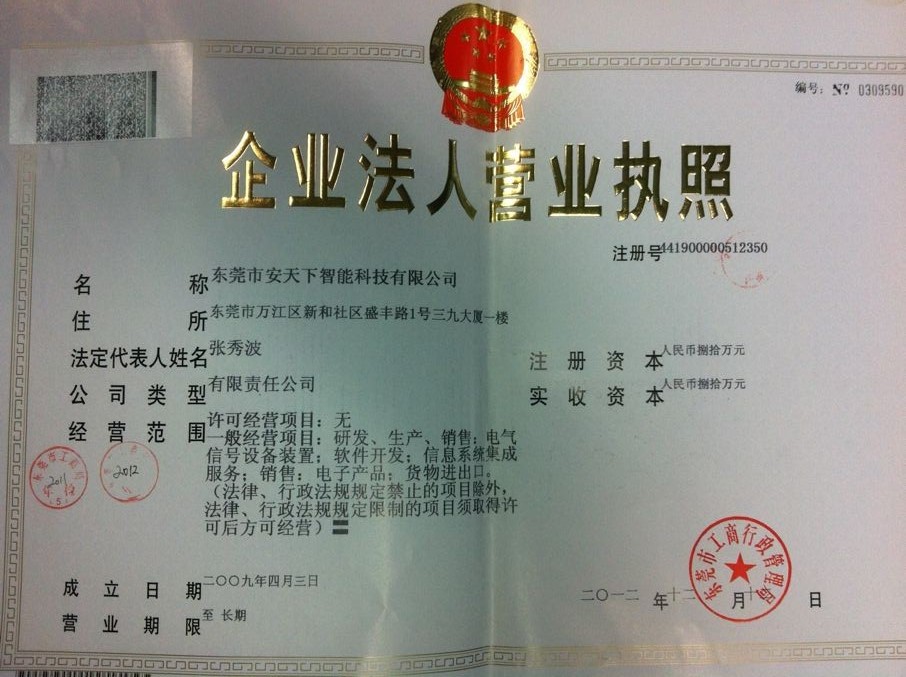 编号：Nº 0309590
企业法人营业执照
注册号441900000512350
名称 东莞市安天下智能科技有限公司
住所 东莞市万江区新和社区盛丰路1号三九大厦一楼
法定代表人姓名 张秀波
注册资本 人民币捌拾万元
公司类型 有限责任公司
实收资本 人民币捌拾万元
经营范围 许可经营项目：无
一般经营项目：研发、生产、销售：电气
信号设备装置；软件开发；信息系统集成
服务；销售：电子产品；货物进出口。
（法律、行政法规规定禁止的项目除外，
法律、行政法规规定限制的项目须取得许
可后方可经营）
2011
2012
东莞市工商行政管理局
成立日期 二〇〇九年四月三日
营业期限 至 长期
二〇一二 年 十二 月 日